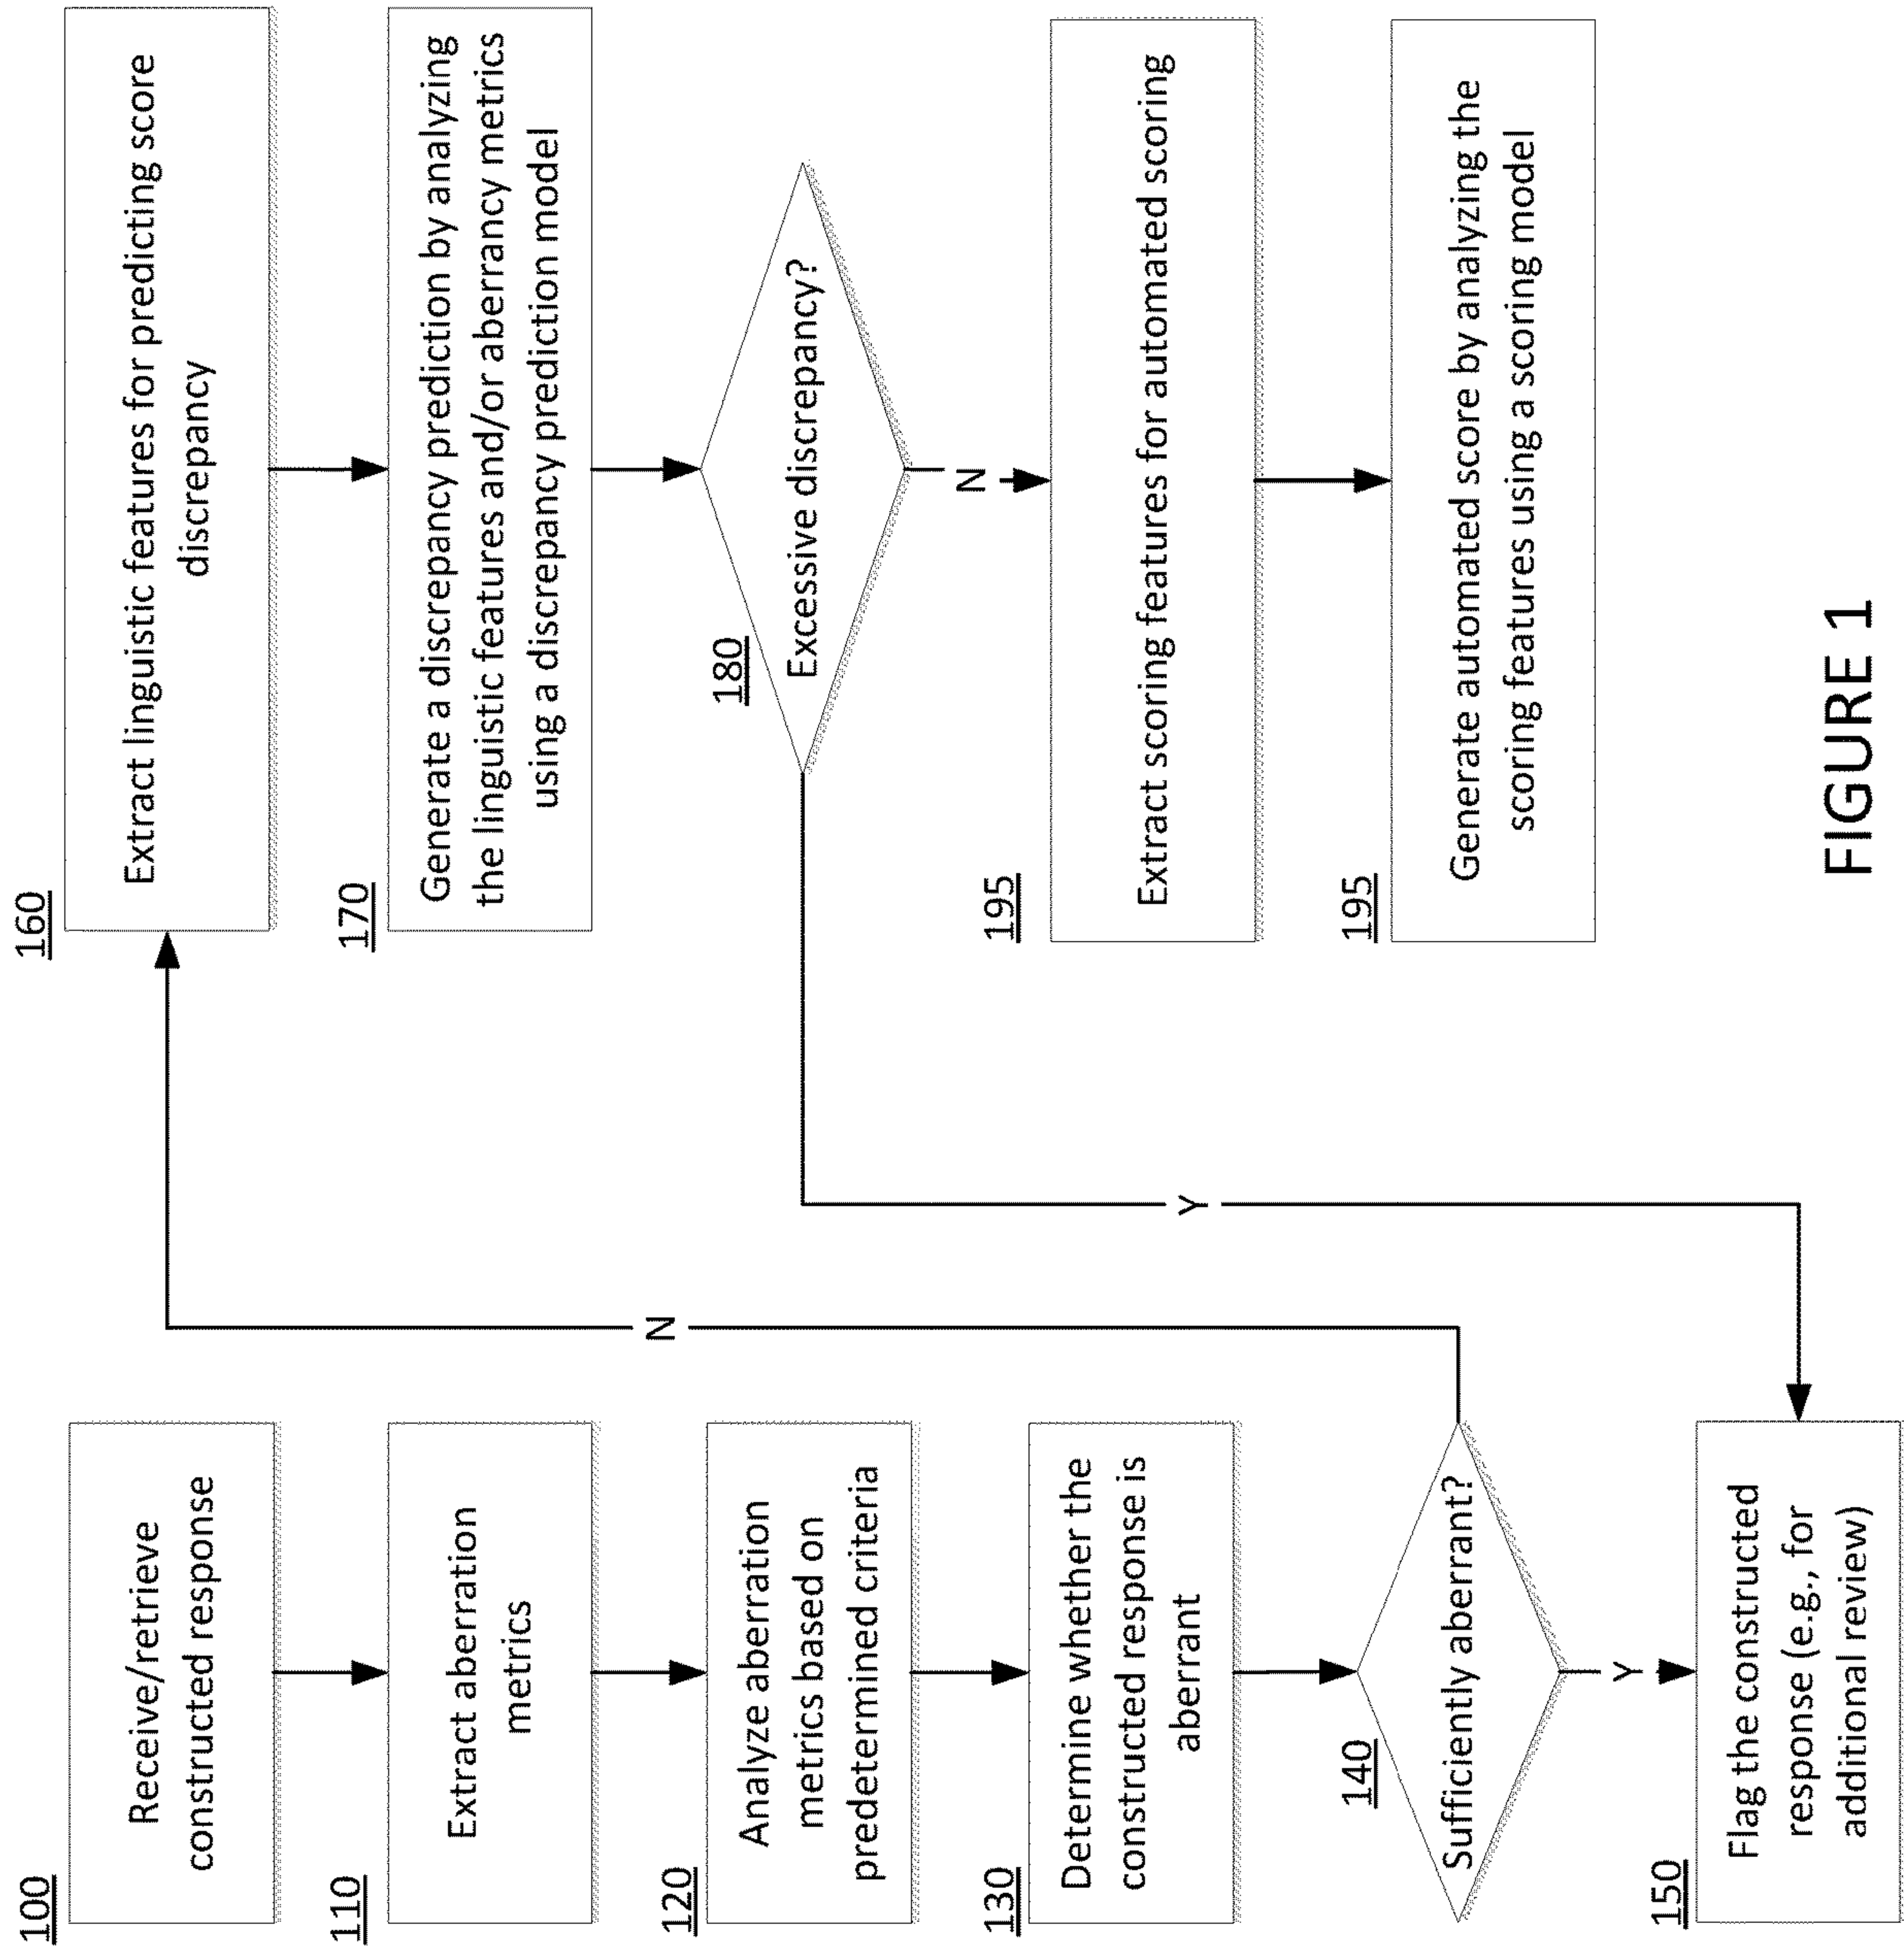 100
Receive/retrieve
constructed response
110
Extract aberration
metrics
120
Analyze aberration
metrics based on
predetermined criteria
130
Determine whether the
constructed response is
aberrant
140
Sufficiently aberrant?
Y
N
150
Flag the constructed
response (e.g., for
additional review)
160
Extract linguistic features for predicting score
discrepancy
170
Generate a discrepancy prediction by analyzing
the linguistic features and/or aberrancy metrics
using a discrepancy prediction model
180
Excessive discrepancy?
Y
N
195
Extract scoring features for automated scoring
195
Generate automated score by analyzing the
scoring features using a scoring model
FIGURE 1